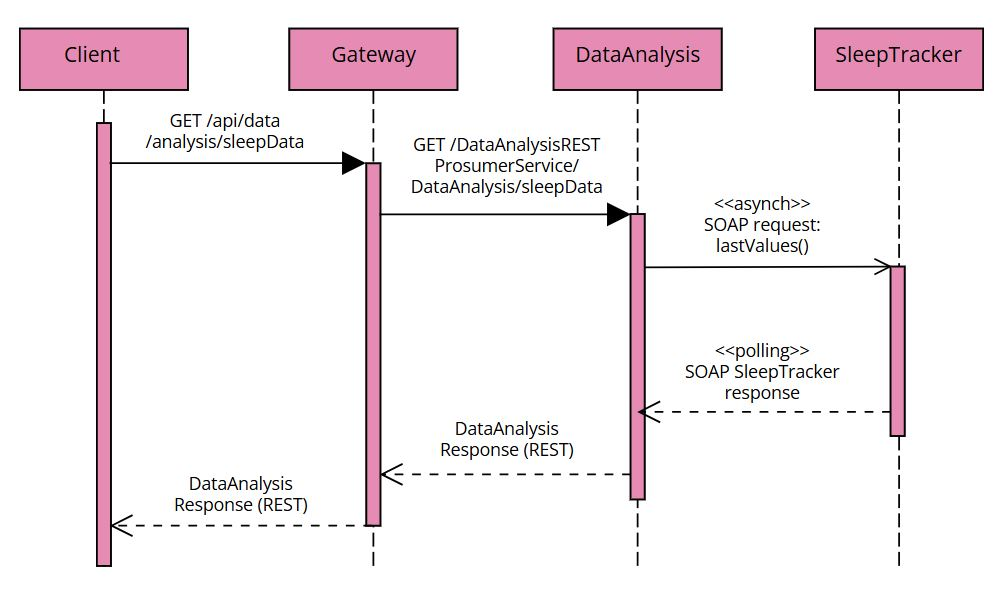 Client
Gateway
DataAnalysis
SleepTracker
GET /api/data
/analysis/sleepData
GET /DataAnalysisREST
ProsumerService/
DataAnalysis/sleepData
<<asynch>>
SOAP request:
lastValues()
<<polling>>
SOAP SleepTracker
response
DataAnalysis
Response (REST)
DataAnalysis
Response (REST)